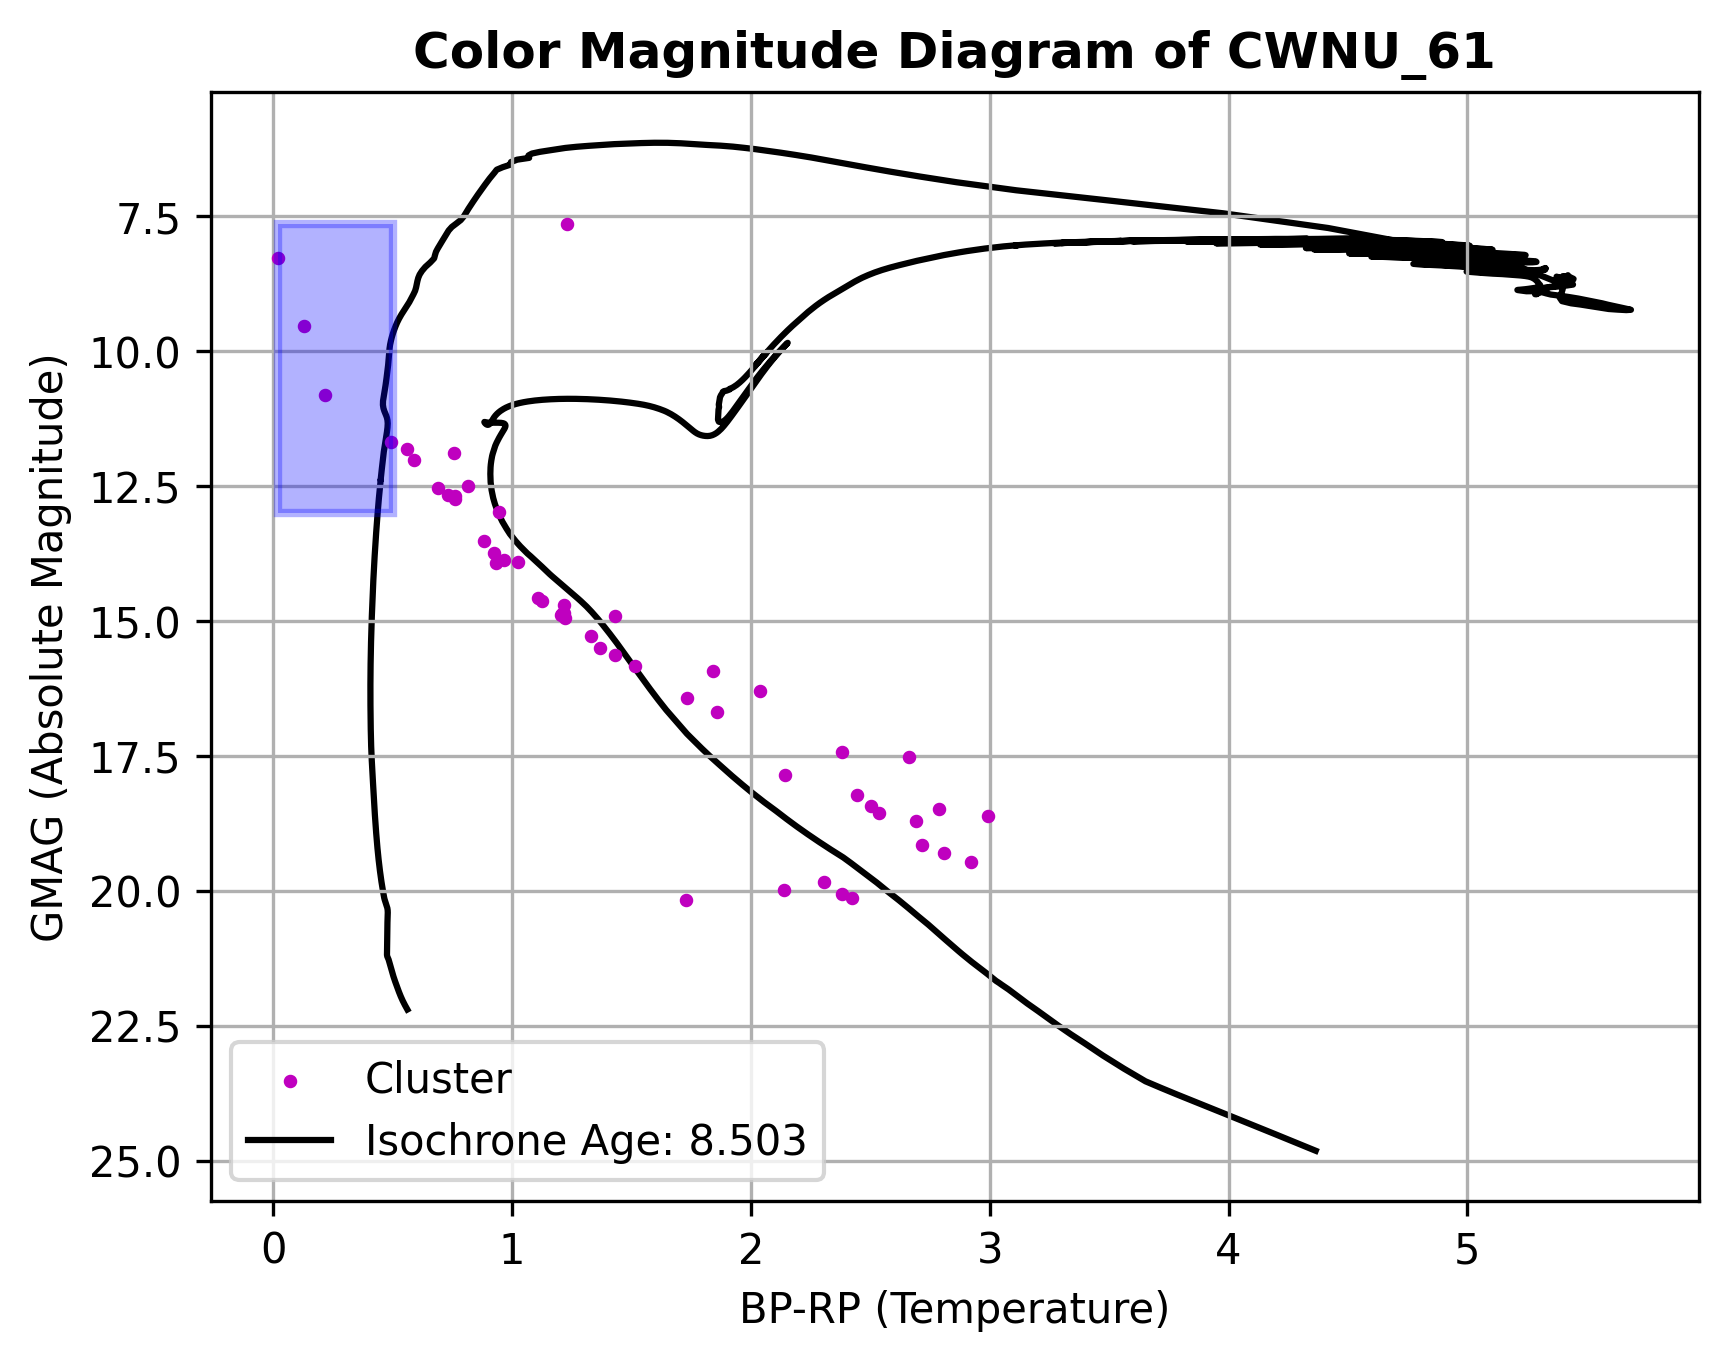 Color Magnitude Diagram of CWNU_61
GMAG (Absolute Magnitude)
7.5
10.0
12.5
15.0
17.5
20.0
22.5
25.0
Cluster
Isochrone Age: 8.503
0 1 2 3 4 5
BP-RP (Temperature)